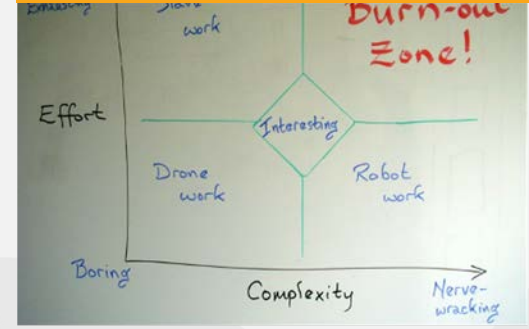 Burn-out
work
Zone!
Effort
Interesting
Drone
work
Robot
work
Boring
Complexity
Nerve-
wracking